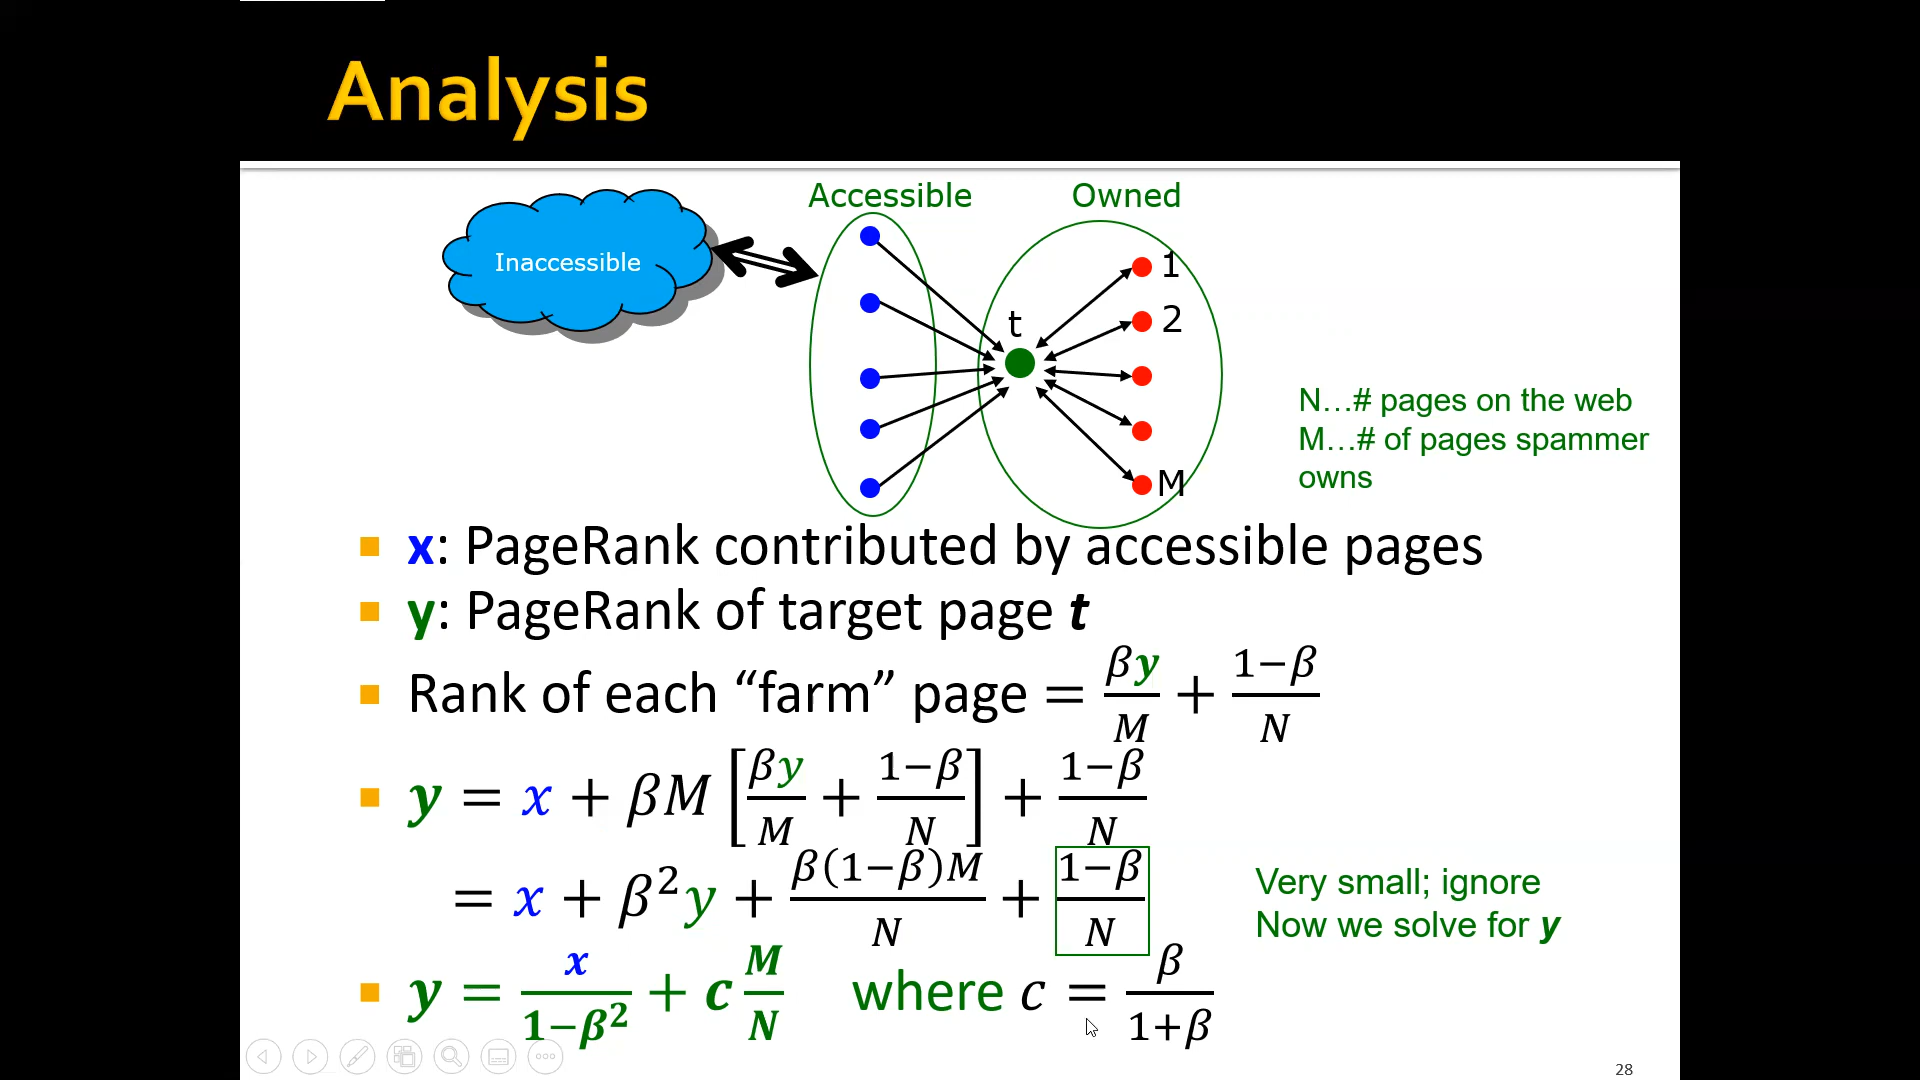 Analysis
Accessible
Owned
Inaccessible
1
2
t
M
N…# pages on the web
M…# of pages spammer
owns
x: PageRank contributed by accessible pages
y: PageRank of target page t
Rank of each “farm” page = βy/M + (1−β)/N
y = x + βM [βy/M + (1−β)/N] + (1−β)/N
= x + β²y + β(1−β)M/N + (1−β)/N
Very small; ignore
Now we solve for y
y = x/(1−β²) + c M/N where c = β/(1+β)
28